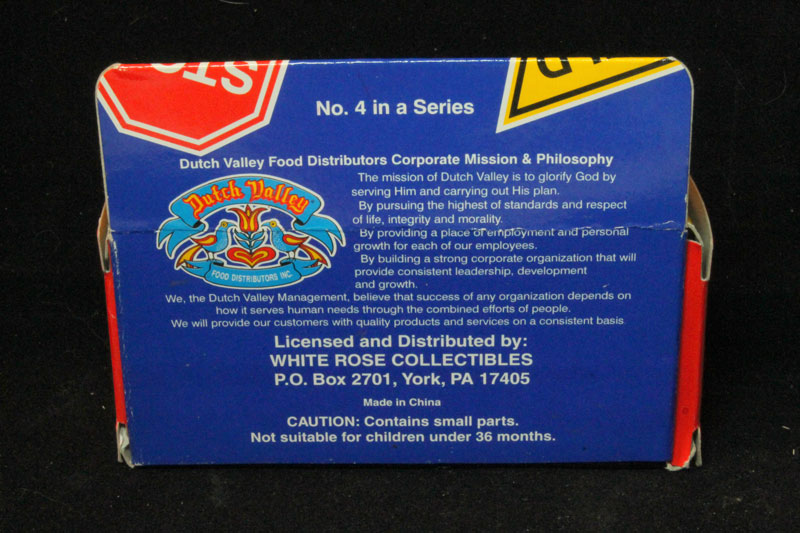 STO
No. 4 in a Series
Dutch Valley Food Distributors Corporate Mission & Philosophy
Dutch Valley
FOOD DISTRIBUTORS INC.
The mission of Dutch Valley is to glorify God by
serving Him and carrying out His plan.
By pursuing the highest of standards and respect
of life, integrity and morality.
By providing a place of employment and personal
growth for each of our employees.
By building a strong corporate organization that will
provide consistent leadership, development
and growth.
We, the Dutch Valley Management, believe that success of any organization depends on
how it serves human needs through the combined efforts of people.
We will provide our customers with quality products and services on a consistent basis
Licensed and Distributed by:
WHITE ROSE COLLECTIBLES
P.O. Box 2701, York, PA 17405
Made in China
CAUTION: Contains small parts.
Not suitable for children under 36 months.